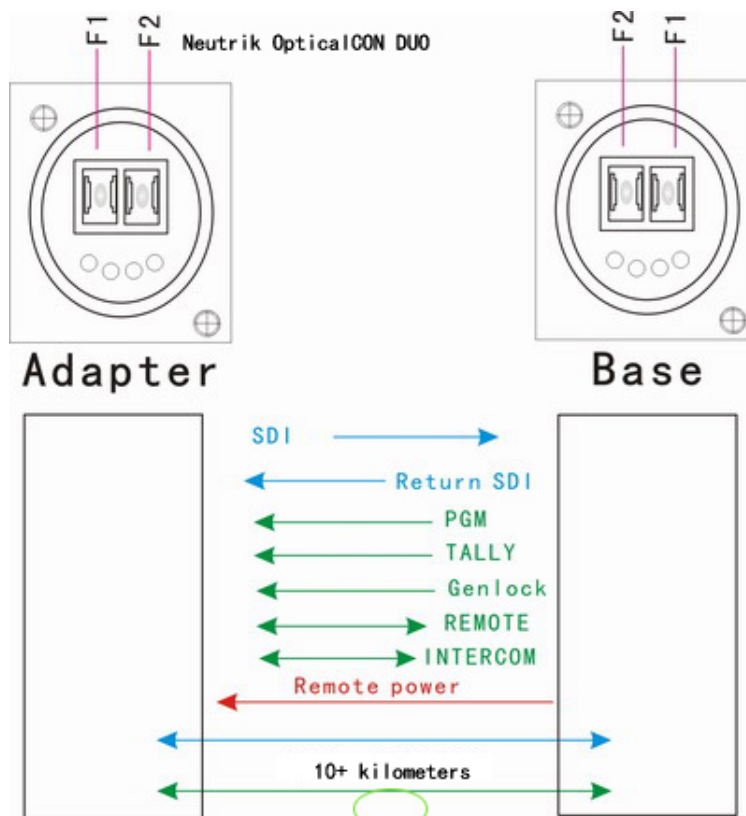 F1
F2
Neutrik OpticalCON DUO
F2
F1
Adapter
Base
SDI
Return SDI
PGM
TALLY
Genlock
REMOTE
INTERCOM
Remote power
10+ kilometers